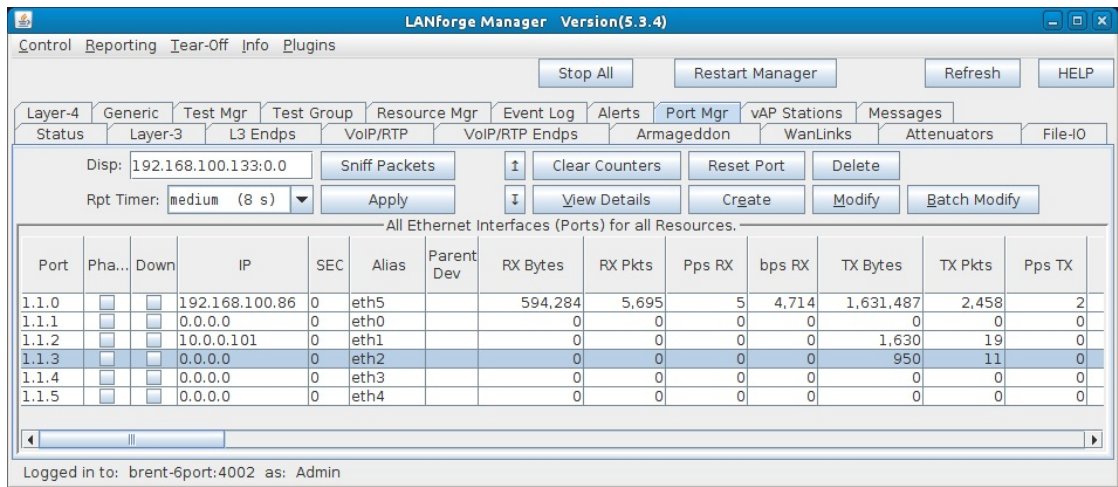 LANforge Manager Version(5.3.4)
Control Reporting Tear-Off Info Plugins
Stop All Restart Manager Refresh HELP
Layer-4 Generic Test Mgr Test Group Resource Mgr Event Log Alerts Port Mgr vAP Stations Messages
Status Layer-3 L3 Endps VoIP/RTP VoIP/RTP Endps Armageddon WanLinks Attenuators File-IO
Disp: 192.168.100.133:0.0 Sniff Packets ↑ Clear Counters Reset Port Delete
Rpt Timer: medium (8 s) Apply ↓ View Details Create Modify Batch Modify
All Ethernet Interfaces (Ports) for all Resources.
Port Pha... Down IP SEC Alias Parent Dev RX Bytes RX Pkts Pps RX bps RX TX Bytes TX Pkts Pps TX
1.1.0 192.168.100.86 0 eth5 594,284 5,695 5 4,714 1,631,487 2,458 2
1.1.1 0.0.0.0 0 eth0 0 0 0 0 0 0 0
1.1.2 10.0.0.101 0 eth1 0 0 0 0 1,630 19 0
1.1.3 0.0.0.0 0 eth2 0 0 0 0 950 11 0
1.1.4 0.0.0.0 0 eth3 0 0 0 0 0 0 0
1.1.5 0.0.0.0 0 eth4 0 0 0 0 0 0 0
Logged in to: brent-6port:4002 as: Admin